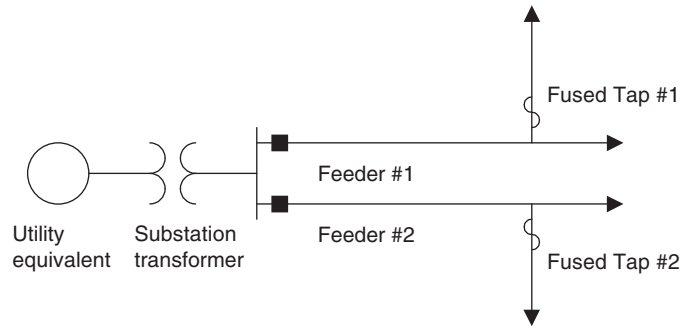 Fused Tap #1
Feeder #1
Utility
equivalent
Substation
transformer
Feeder #2
Fused Tap #2